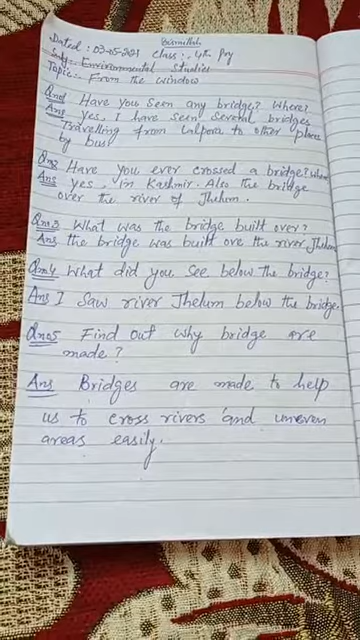 Bismillah
Dated : 03-05-2021 Class :. 4th Pry
Sub :- Environmental Studies
Topic:- From the window
Qno1 Have you seen any bridge? Where?
Ans yes, I have seen several bridges
Travelling from Lalpora to other places
by bus
Qno2 Have you ever crossed a bridge? where
Ans yes, in Kashmir. Also the bridge
over the river of Jhelum.
Qno3 What was the bridge built over?
Ans the bridge was built ove the river Jhelum
Qno4 What did you see below the bridge?
Ans I Saw river Jhelum below the bridge.
Qno5 Find out why bridge are
made?
Ans Bridges are made to help
us to cross rivers and uneven
areas easily.